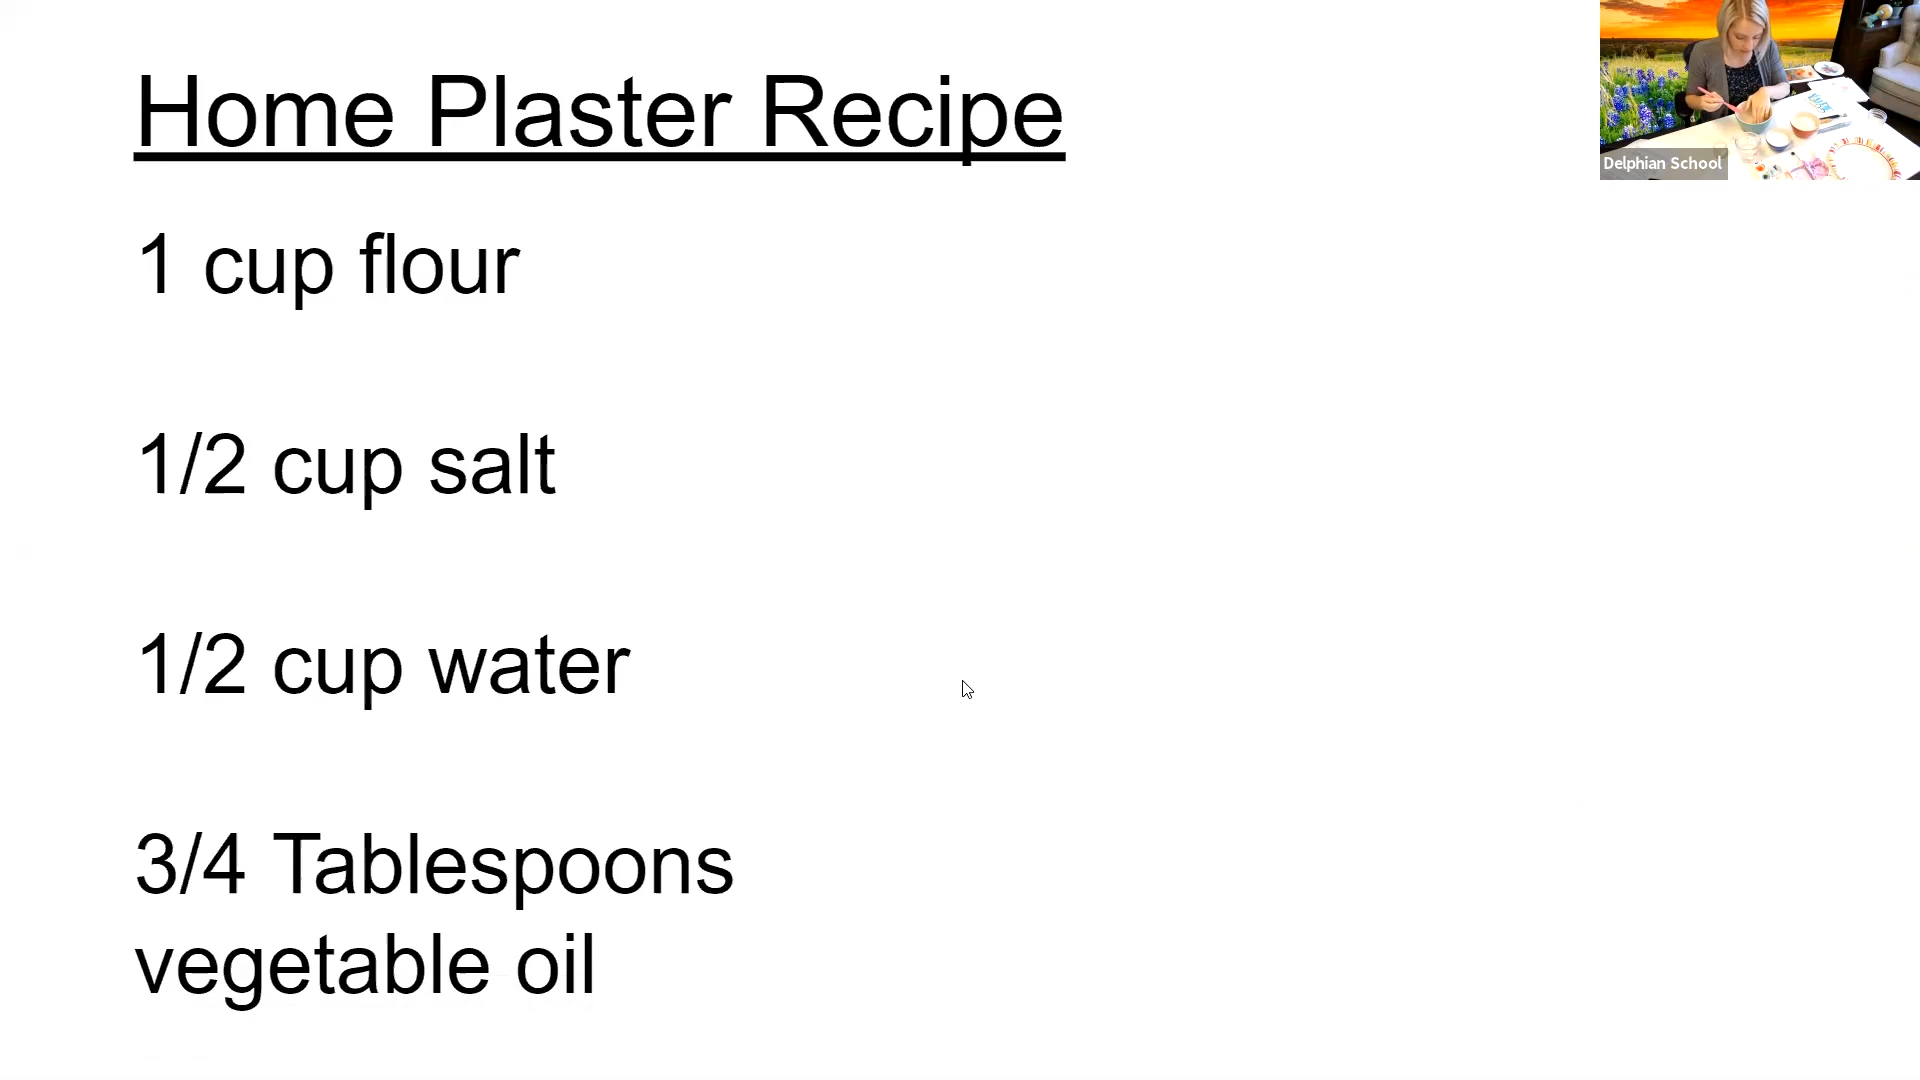 Home Plaster Recipe
1 cup flour
1/2 cup salt
1/2 cup water
3/4 Tablespoons
vegetable oil
Delphian School